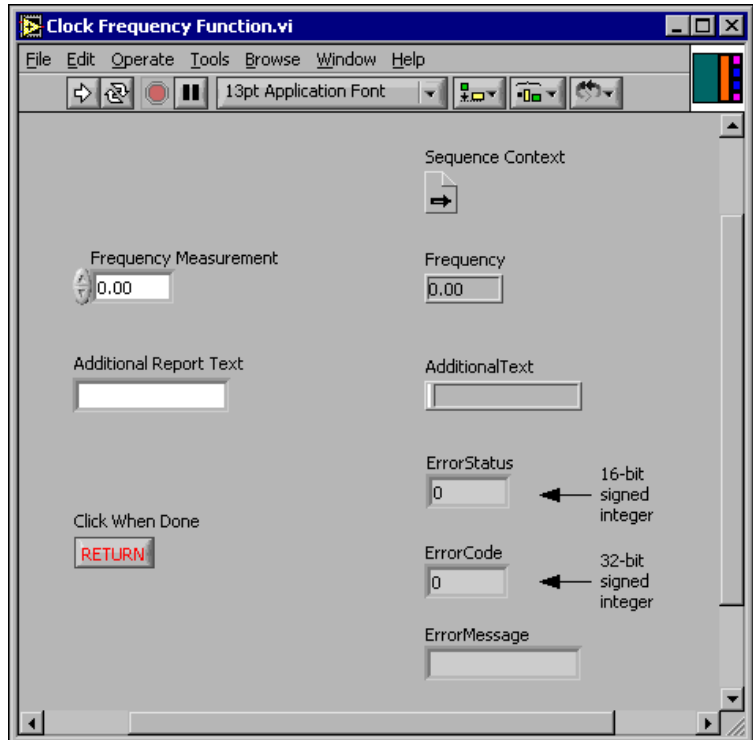 Clock Frequency Function.vi
File Edit Operate Tools Browse Window Help
13pt Application Font
Sequence Context
Frequency Measurement
0.00
Frequency
0.00
Additional Report Text
AdditionalText
ErrorStatus
0
16-bit
signed
integer
Click When Done
RETURN
ErrorCode
0
32-bit
signed
integer
ErrorMessage